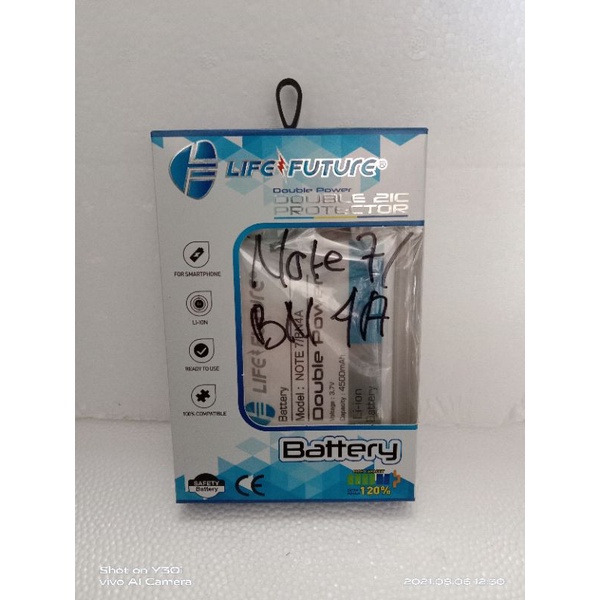 LIFE FUTURE®
Double Power
DOUBLE 2IC
PROTECTOR
FOR SMARTPHONE
LI-ION
READY TO USE
100% COMPATIBLE
Note 7/
BN 4A
LIFE FUTURE
Battery
Model : NOTE 7/BN4A
Double Power
Voltage : 3.7V
Capacity : 4500mAh
Li-ion
Battery
Battery
SAFETY
Battery
CE
120%
Shot on Y30
vivo AI Camera
2021.06.06 12:30